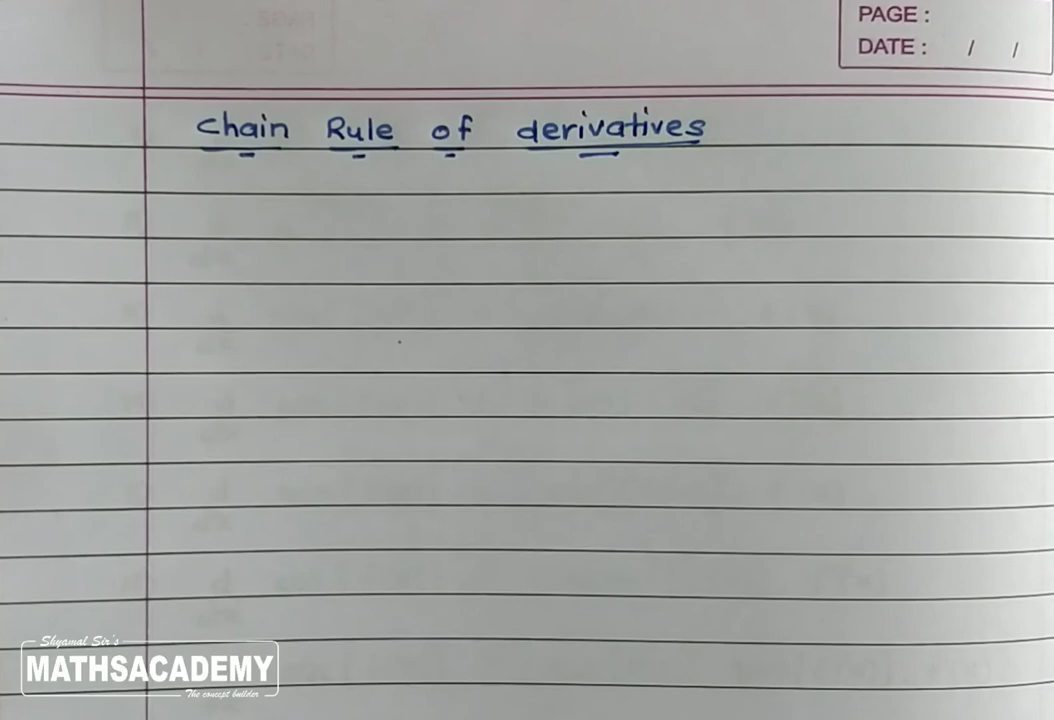 PAGE :
DATE : / /
chain Rule of derivatives
Shyamal Sir's
MATHSACADEMY
The concept builder